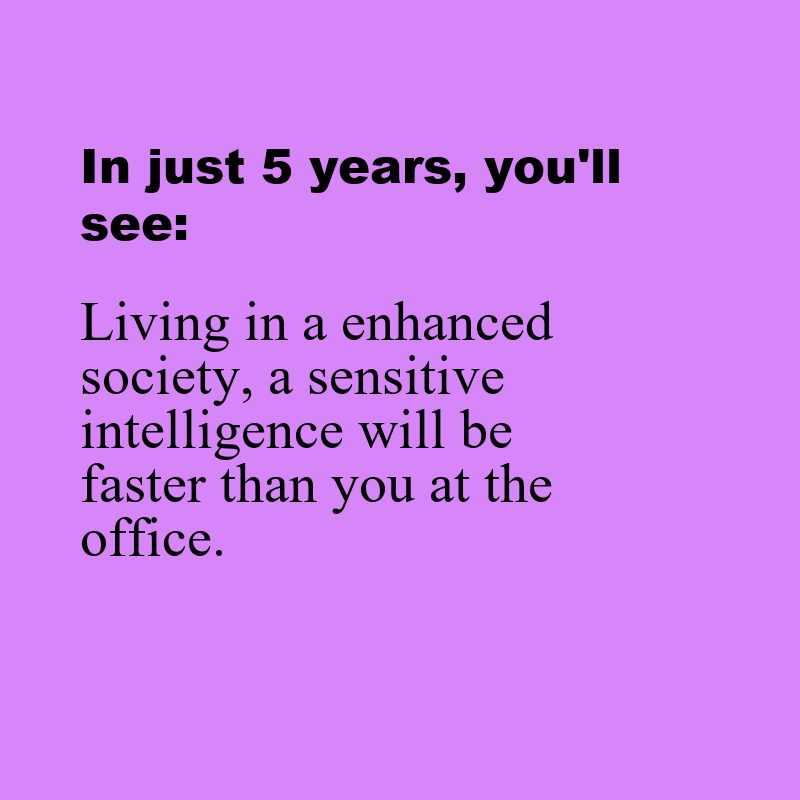 In just 5 years, you'll
see:
Living in a enhanced
society, a sensitive
intelligence will be
faster than you at the
office.